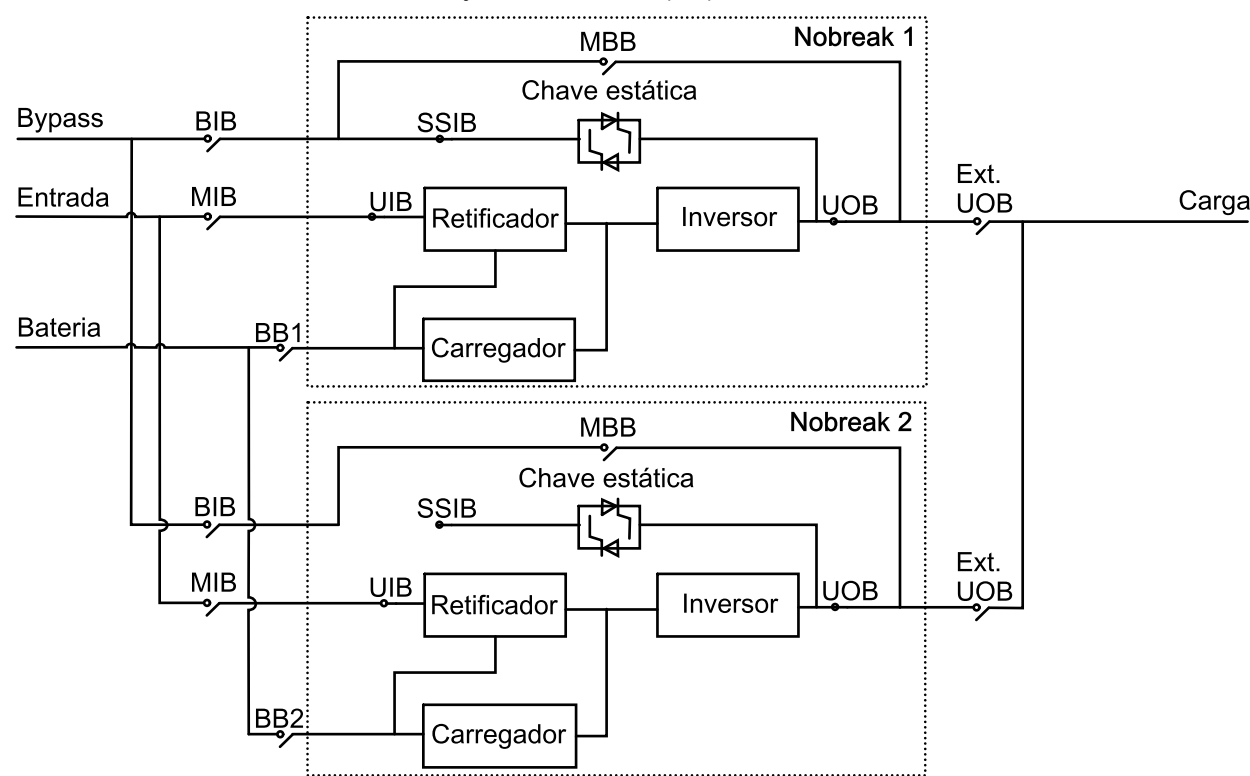 Nobreak 1
MBB
Chave estática
Bypass
BIB
SSIB
Entrada
MIB
UIB
Retificador
Inversor
UOB
Ext.
UOB
Carga
Bateria
BB1
Carregador
Nobreak 2
MBB
Chave estática
BIB
SSIB
MIB
UIB
Retificador
Inversor
UOB
Ext.
UOB
BB2
Carregador